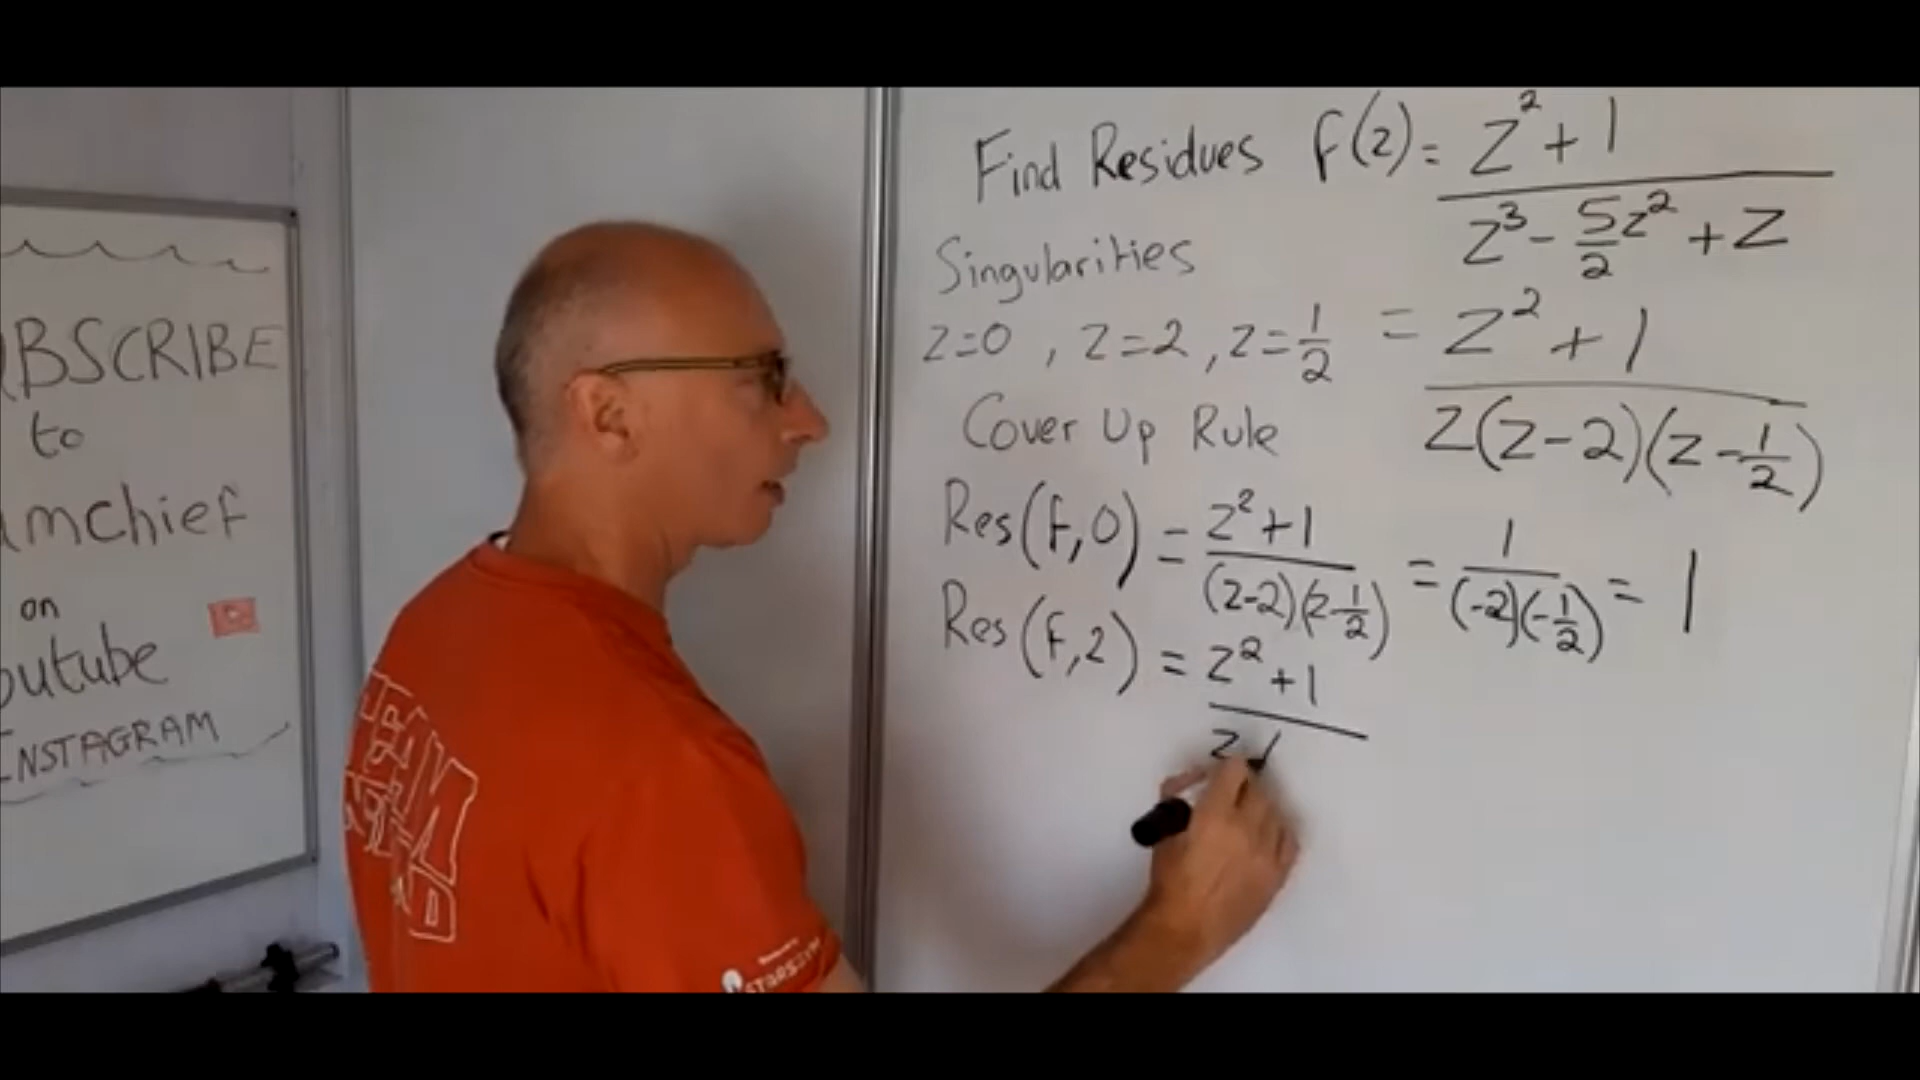 BSCRIBE
to
mchief
on
outube
INSTAGRAM
Find Residues f(z) = z² + 1 / z³ - 5/2 z² + z
Singularities
z=0 , z=2 , z=1/2 = z² + 1 / z(z-2)(z-1/2)
Cover Up Rule
Res(f,0) = z²+1 / (z-2)(z-1/2) = 1 / (-2)(-1/2) = 1
Res(f,2) = z²+1 / z(
TEAM